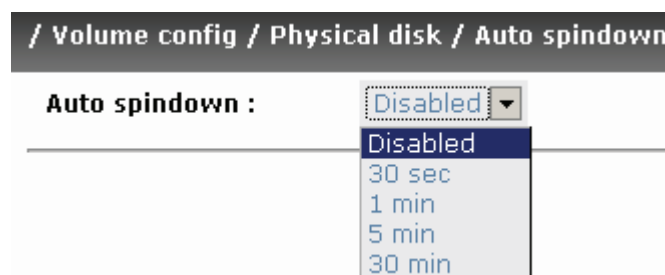 / Volume config / Physical disk / Auto spindown
Auto spindown : Disabled
Disabled
30 sec
1 min
5 min
30 min